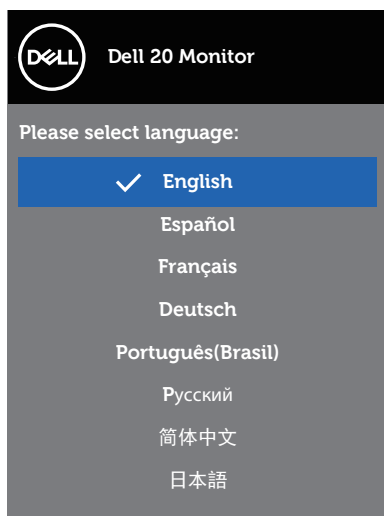 DELL Dell 20 Monitor
Please select language:
English
Español
Français
Deutsch
Português(Brasil)
Русский
简体中文
日本語